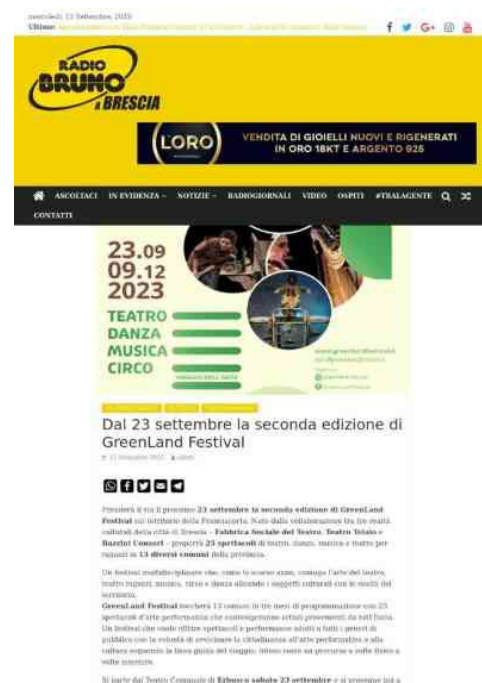 mercoledì, 13 Settembre, 2023
Ultime:
RADIO
BRUNO
A BRESCIA
L'ORO
VENDITA DI GIOIELLI NUOVI E RIGENERATI
IN ORO 18KT E ARGENTO 925
ASCOLTACI IN EVIDENZA NOTIZIE RADIOGIORNALI VIDEO OSPITI #TRALAGENTE
CONTATTI
23.09
09.12
2023
TEATRO
DANZA
MUSICA
CIRCO
Dal 23 settembre la seconda edizione di
GreenLand Festival
Prenderà il via il prossimo 23 settembre la seconda edizione di GreenLand
Festival sul territorio della Franciacorta. Nato dalla collaborazione tra tre realtà
culturali della città di Brescia – Fabbrica Sociale del Teatro, Teatro Telaio e
Bazzini Consort – proporrà 25 spettacoli di teatro, danza, musica e teatro per
ragazzi in 13 diversi comuni della provincia.
Un festival multidisciplinare che, come lo scorso anno, coniuga l'arte del teatro,
teatro ragazzi, musica, circo e danza alleando i soggetti culturali con le realtà del
territorio.
GreenLand Festival toccherà 13 comuni in tre mesi di programmazione con 25
spettacoli d'arte performativa che coinvolgeranno artisti provenienti da tutt'Italia.
Un festival che vuole offrire spettacoli e performance adatti a tutti i generi di
pubblico con la volontà di avvicinare la cittadinanza all'arte performativa e alla
cultura seguendo la linea guida del viaggio, inteso come un percorso a volte fisico a
volte interiore.
Si parte dal Teatro Comunale di Erbusco sabato 23 settembre e si prosegue poi a